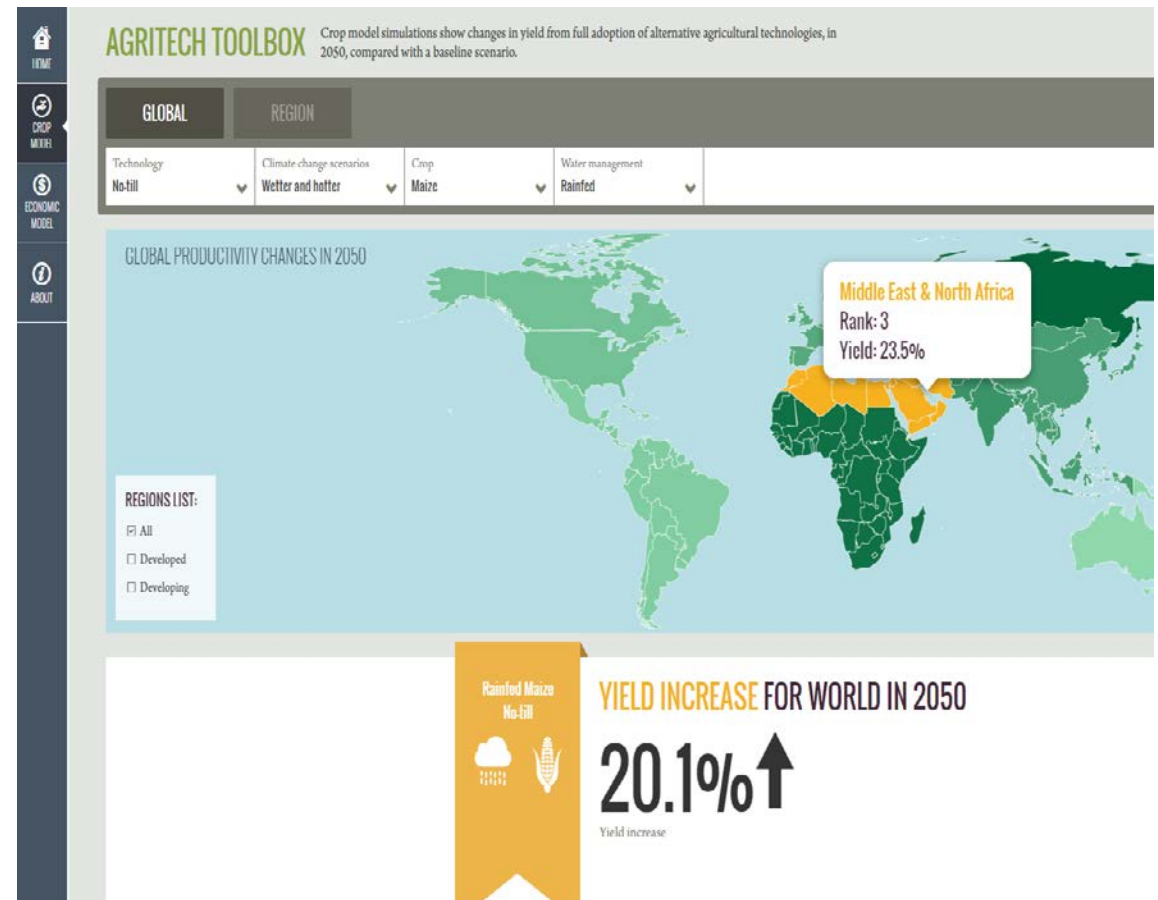 HOME
CROP
MODEL
ECONOMIC
MODEL
ABOUT
AGRITECH TOOLBOX
Crop model simulations show changes in yield from full adoption of alternative agricultural technologies, in
2050, compared with a baseline scenario.
GLOBAL
REGION
Technology
No-till
Climate change scenarios
Wetter and hotter
Crop
Maize
Water management
Rainfed
GLOBAL PRODUCTIVITY CHANGES IN 2050
Middle East & North Africa
Rank: 3
Yield: 23.5%
REGIONS LIST:
All
Developed
Developing
Rainfed Maize
No-till
YIELD INCREASE FOR WORLD IN 2050
20.1%
Yield increase